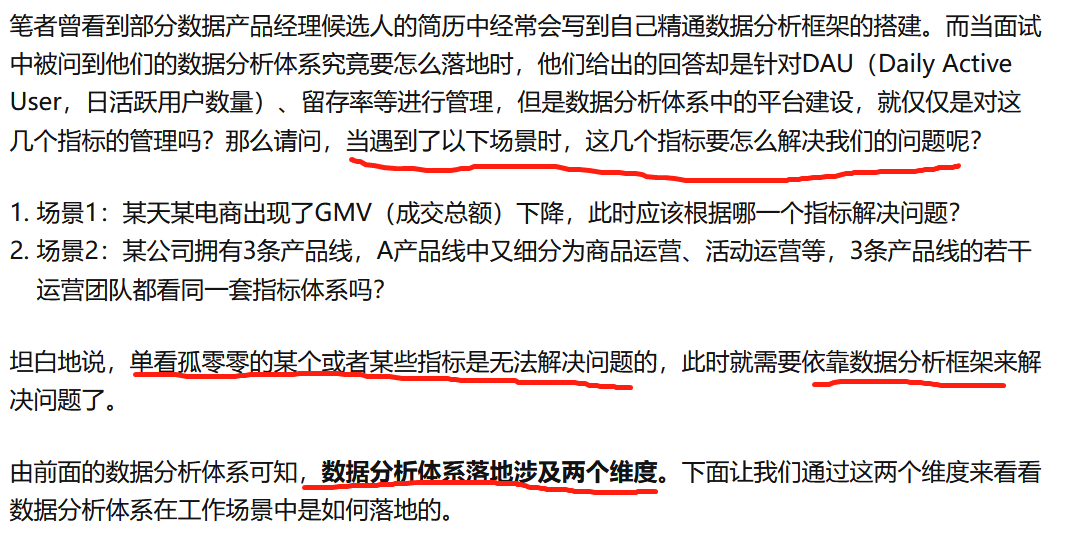 笔者曾看到部分数据产品经理候选人的简历中经常会写到自己精通数据分析框架的搭建。而当面试
中被问到他们的数据分析体系究竟要怎么落地时，他们给出的回答却是针对DAU（Daily Active
User，日活跃用户数量）、留存率等进行管理，但是数据分析体系中的平台建设，就仅仅是对这
几个指标的管理吗？那么请问，当遇到了以下场景时，这几个指标要怎么解决我们的问题呢？
1. 场景1：某天某电商出现了GMV（成交总额）下降，此时应该根据哪一个指标解决问题？
2. 场景2：某公司拥有3条产品线，A产品线中又细分为商品运营、活动运营等，3条产品线的若干
运营团队都看同一套指标体系吗？
坦白地说，单看孤零零的某个或者某些指标是无法解决问题的，此时就需要依靠数据分析框架来解
决问题了。
由前面的数据分析体系可知，数据分析体系落地涉及两个维度。下面让我们通过这两个维度来看看
数据分析体系在工作场景中是如何落地的。